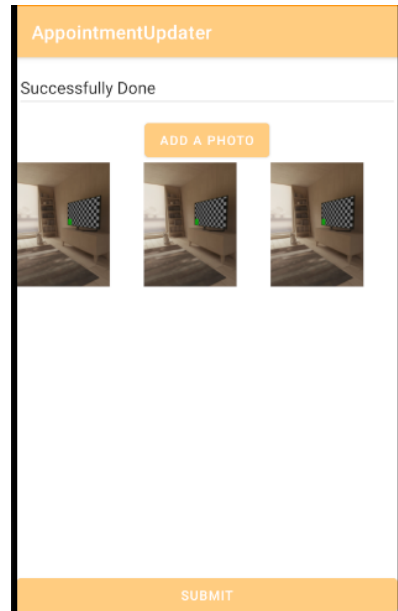 AppointmentUpdater
Successfully Done
ADD A PHOTO
SUBMIT